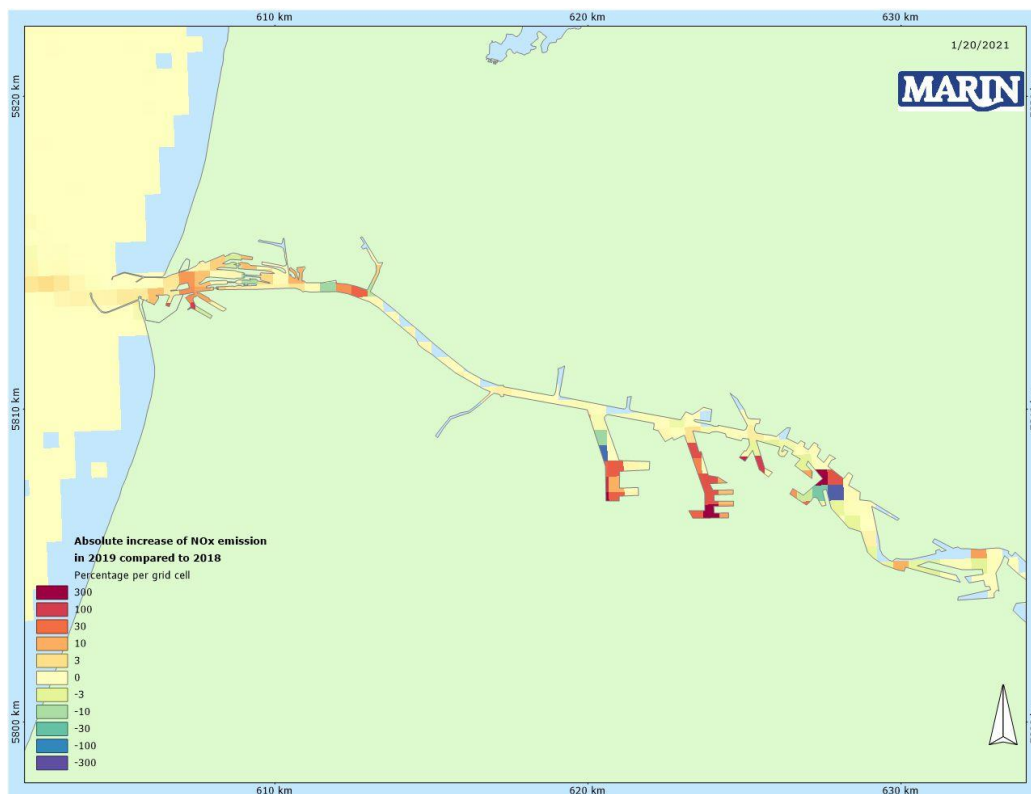 610 km
620 km
630 km
1/20/2021
MARIN
5820 km
5810 km
5800 km
Absolute increase of NOx emission
in 2019 compared to 2018
Percentage per grid cell
300
100
30
10
3
0
-3
-10
-30
-100
-300
610 km
620 km
630 km